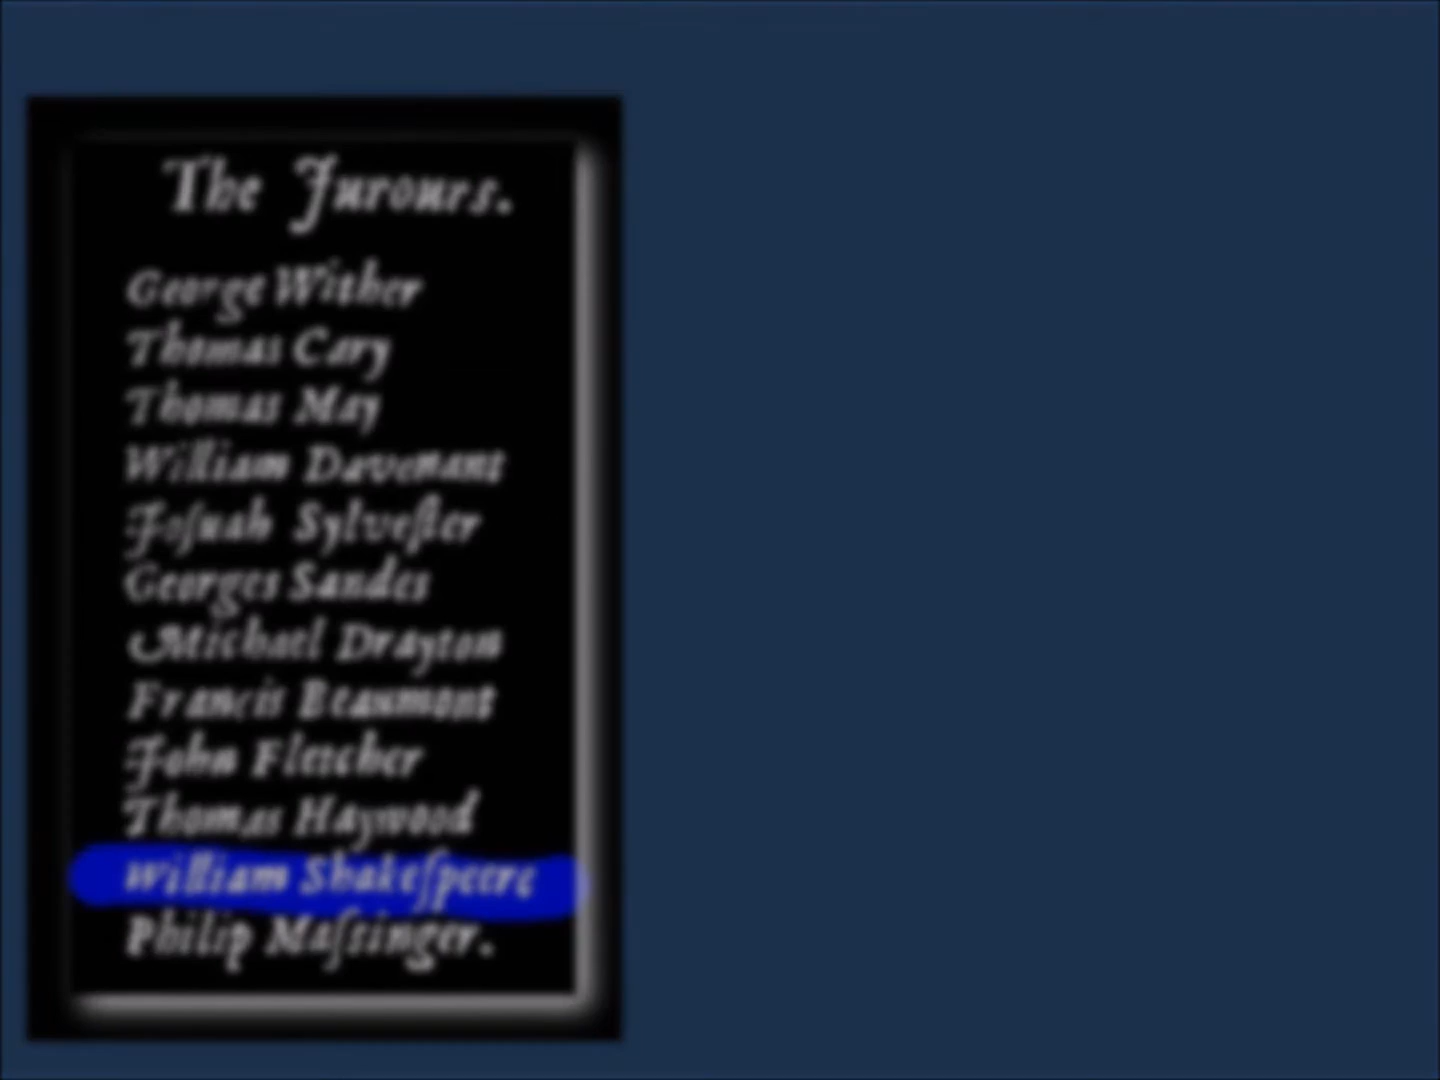 The Jurours.
George Wither
Thomas Cary
Thomas May
William Davenant
Joſuah Sylveſter
Georges Sandes
Michael Drayton
Francis Beaumont
John Fletcher
Thomas Haywood
William Shakeſpeere
Philip Maſsinger.